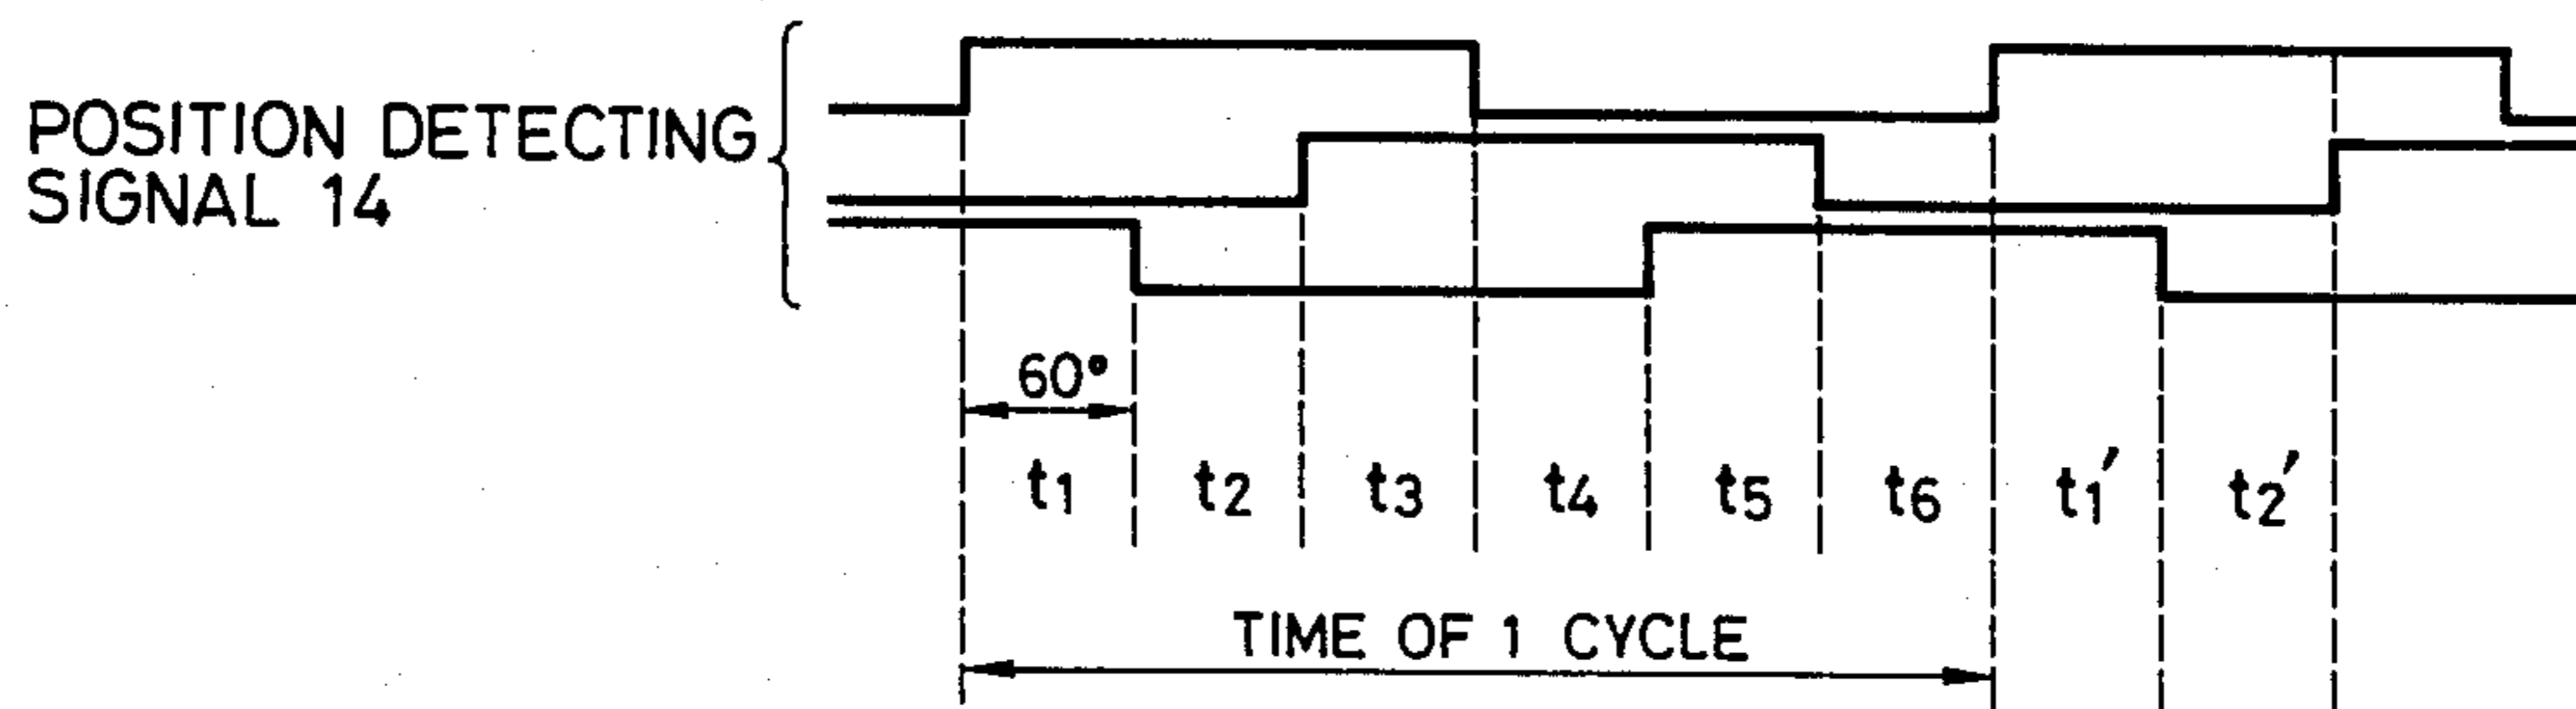 POSITION DETECTING
SIGNAL 14
60°
t1 t2 t3 t4 t5 t6 t1' t2'
TIME OF 1 CYCLE